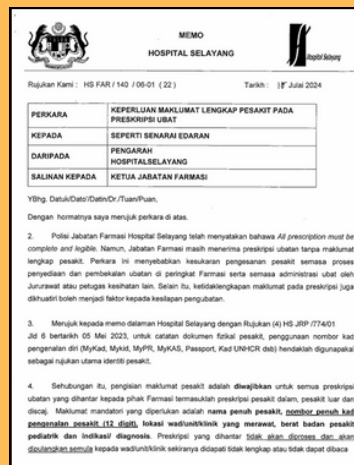 MEMO
HOSPITAL SELAYANG
Hospital Selayang
Rujukan Kami : HS FAR / 140 / 06-01 ( 22 )
Tarikh : 18 Julai 2024
PERKARA
KEPERLUAN MAKLUMAT LENGKAP PESAKIT PADA
PRESKRIPSI UBAT
KEPADA
SEPERTI SENARAI EDARAN
DARIPADA
PENGARAH
HOSPITALSELAYANG
SALINAN KEPADA
KETUA JABATAN FARMASI
YBhg. Datuk/Dato'/Datin/Dr./Tuan/Puan,
Dengan hormatnya saya merujuk perkara di atas.
2. Polisi Jabatan Farmasi Hospital Selayang telah menyatakan bahawa All prescription must be
complete and legible. Namun, Jabatan Farmasi masih menerima preskripsi ubatan tanpa maklumat
lengkap pesakit. Perkara ini menyebabkan kesukaran pengesanan pesakit semasa proses
penyediaan dan pembekalan ubatan di peringkat Farmasi serta semasa administrasi ubat oleh
Jururawat atau petugas kesihatan lain. Selain itu, ketidaklengkapan maklumat pada preskripsi juga
dikhuatiri boleh menjadi faktor kepada kesilapan pengubatan.
3. Merujuk kepada memo dalaman Hospital Selayang dengan Rujukan (4) HS JRP /774/01
Jld 6 bertarikh 05 Mei 2023, untuk catatan dokumen fizikal pesakit, penggunaan nombor kad
pengenalan diri (MyKad, Mykid, MyPR, MyKAS, Passport, Kad UNHCR dsb) hendaklah digunapakai
sebagai rujukan utama identiti pesakit.
4. Sehubungan itu, pengisian maklumat pesakit adalah diwajibkan untuk semua preskripsi
ubatan yang dihantar kepada pihak Farmasi termasuklah preskripsi pesakit dalam, pesakit luar dan
discaj. Maklumat mandatori yang diperlukan adalah nama penuh pesakit, nombor penuh kad
pengenalan pesakit (12 digit), lokasi wad/unit/klinik yang merawat, berat badan pesakit
pediatrik dan indikasi/ diagnosis. Preskripsi yang dihantar tidak akan diproses dan akan
dipulangkan semula kepada wad/unit/klinik sekiranya didapati tidak lengkap atau tidak dapat dibaca